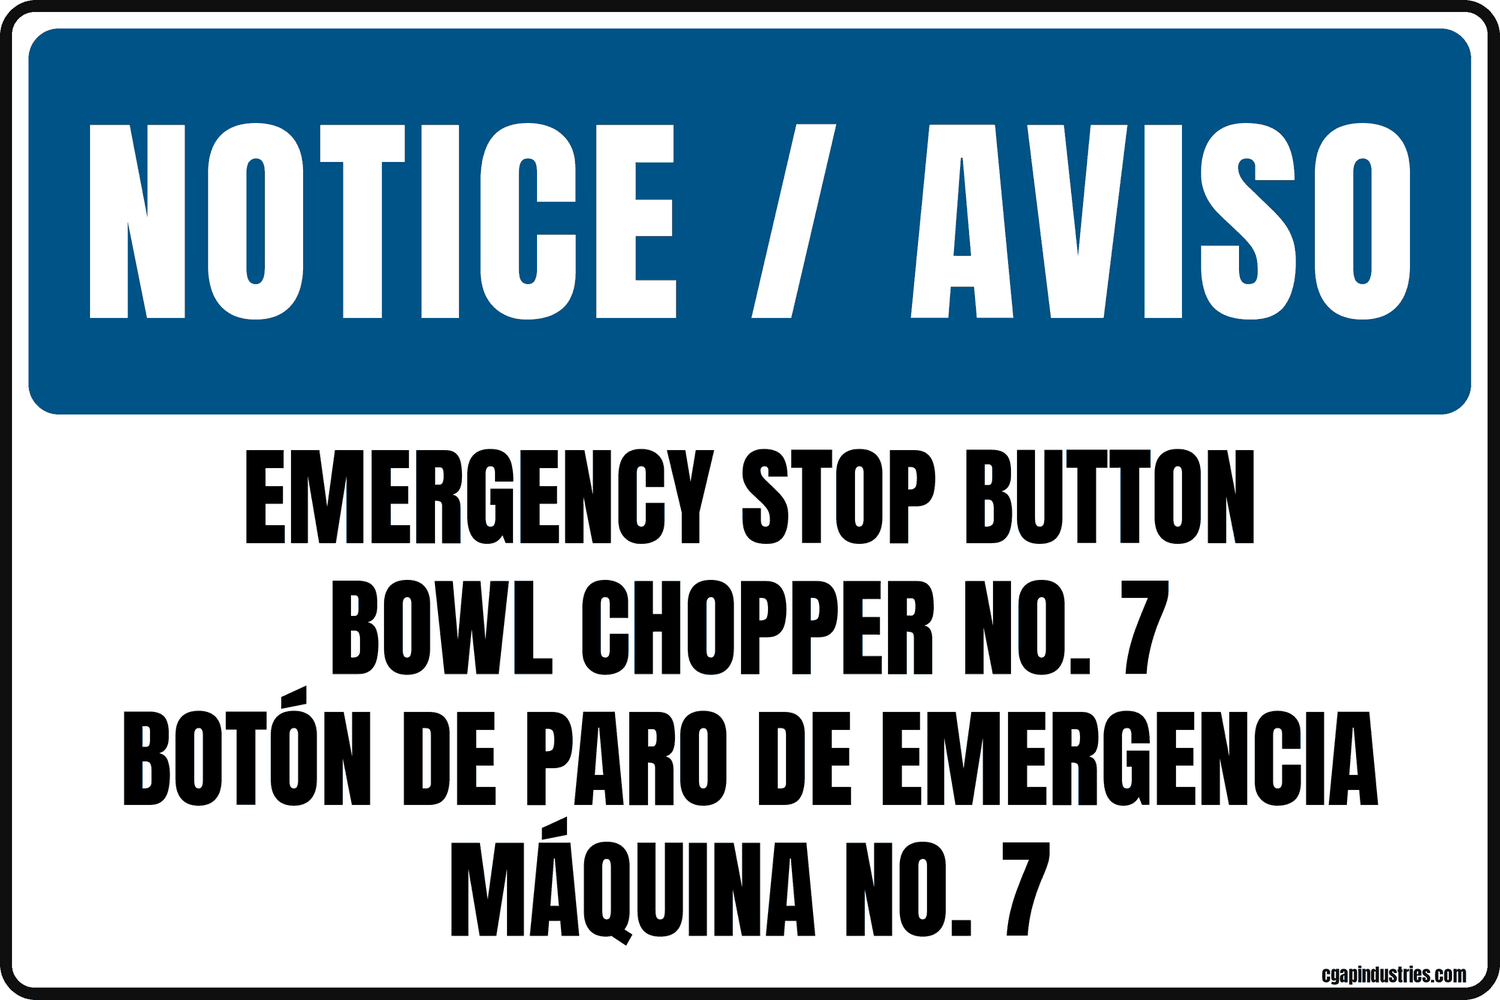 NOTICE / AVISO
EMERGENCY STOP BUTTON
BOWL CHOPPER NO. 7
BOTÓN DE PARO DE EMERGENCIA
MÁQUINA NO. 7
cgapindustries.com